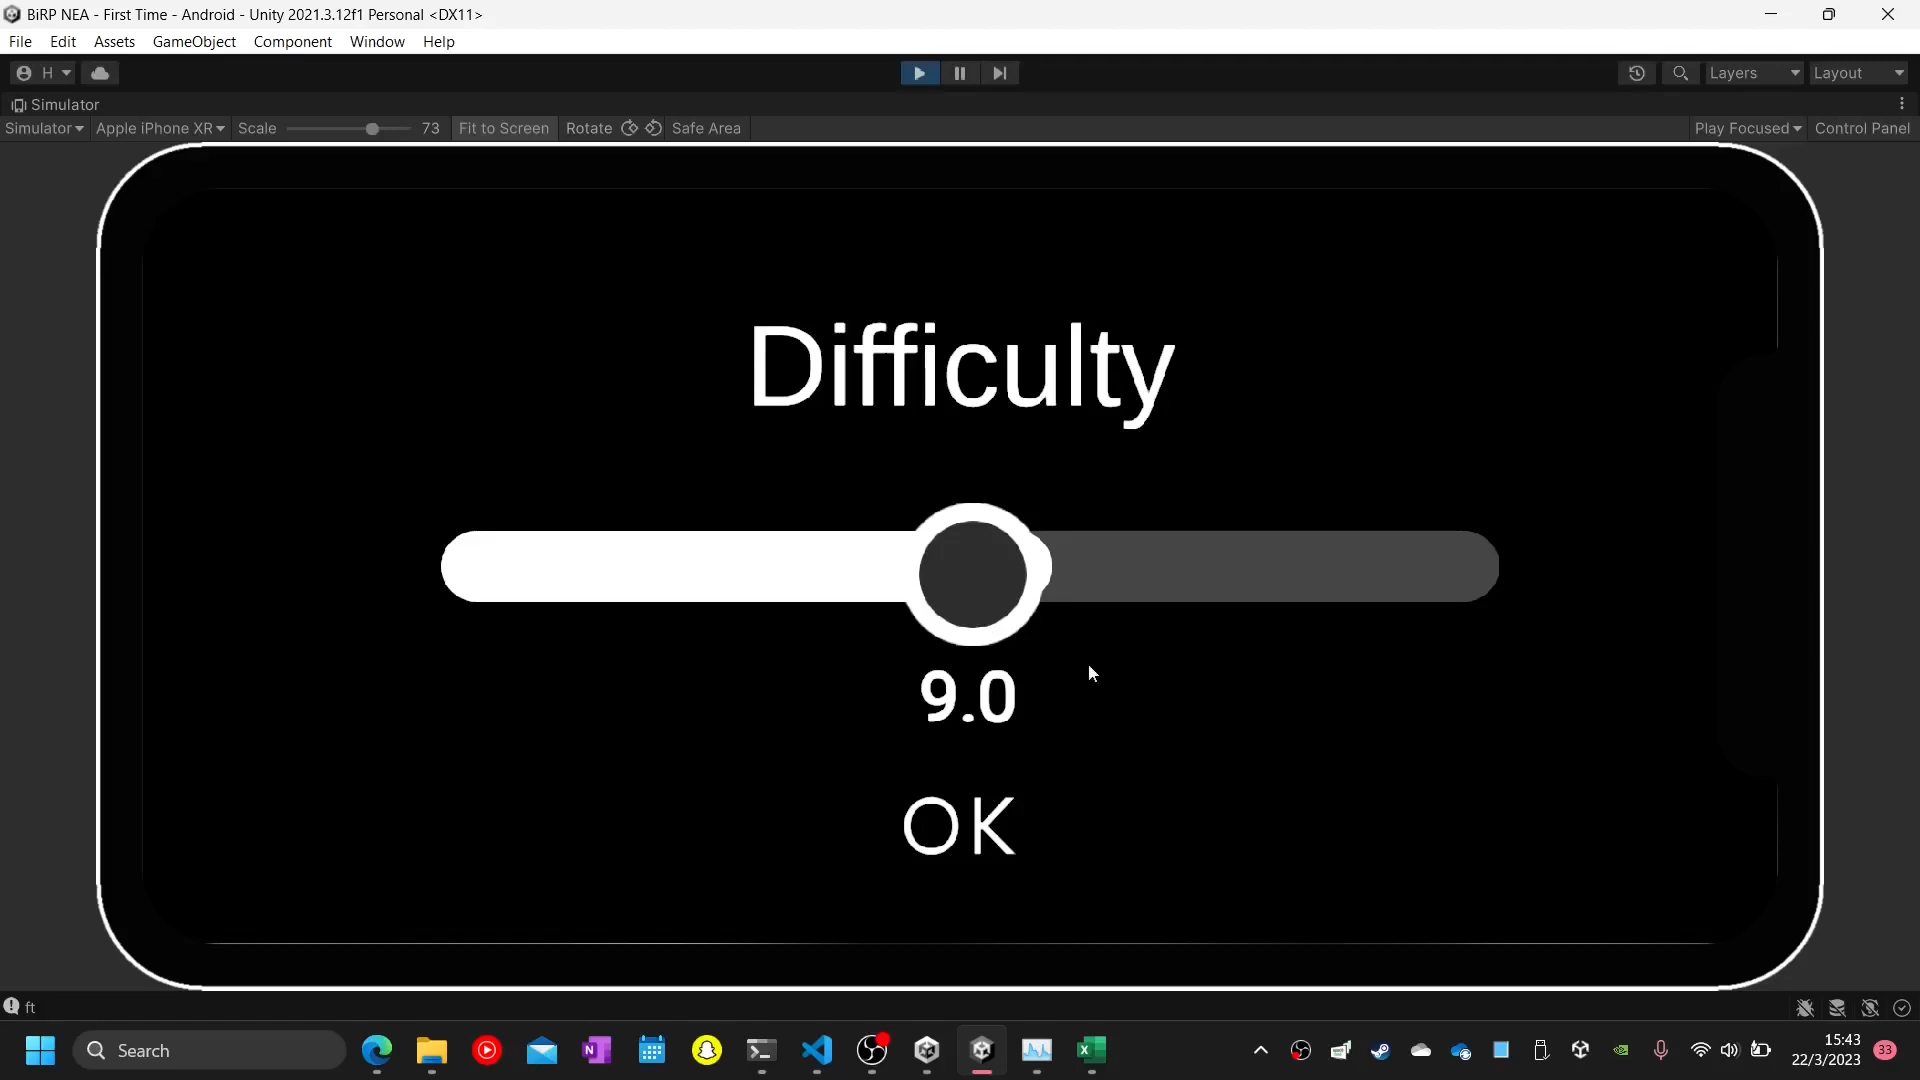 BiRP NEA - First Time - Android - Unity 2021.3.12f1 Personal <DX11>
File Edit Assets GameObject Component Window Help
H Layers Layout
Simulator
Simulator Apple iPhone XR Scale 73 Fit to Screen Rotate Safe Area Play Focused Control Panel
Difficulty
9.0
OK
ft
Search
15:43
22/3/2023
33